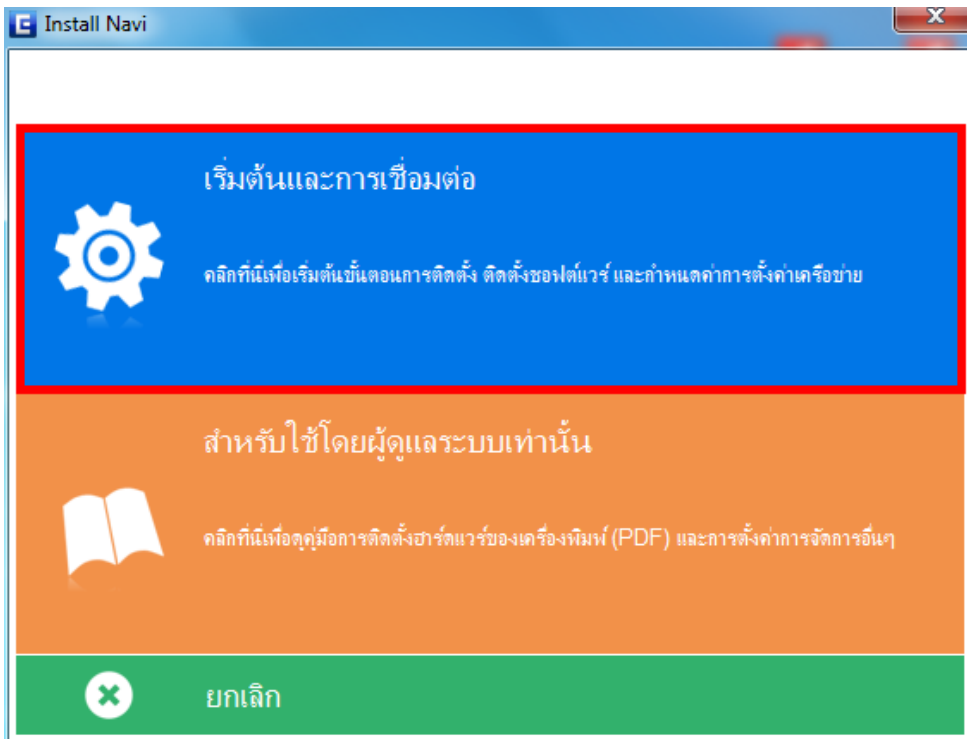 Install Navi
เริ่มต้นและการเชื่อมต่อ
คลิกที่นี่เพื่อเริ่มต้นขั้นตอนการติดตั้ง ติดตั้งซอฟต์แวร์ และกำหนดค่าการตั้งค่าเครือข่าย
สำหรับใช้โดยผู้ดูแลระบบเท่านั้น
คลิกที่นี่เพื่อดูคู่มือการติดตั้งฮาร์ดแวร์ของเครื่องพิมพ์ (PDF) และการตั้งค่าการจัดการอื่นๆ
ยกเลิก